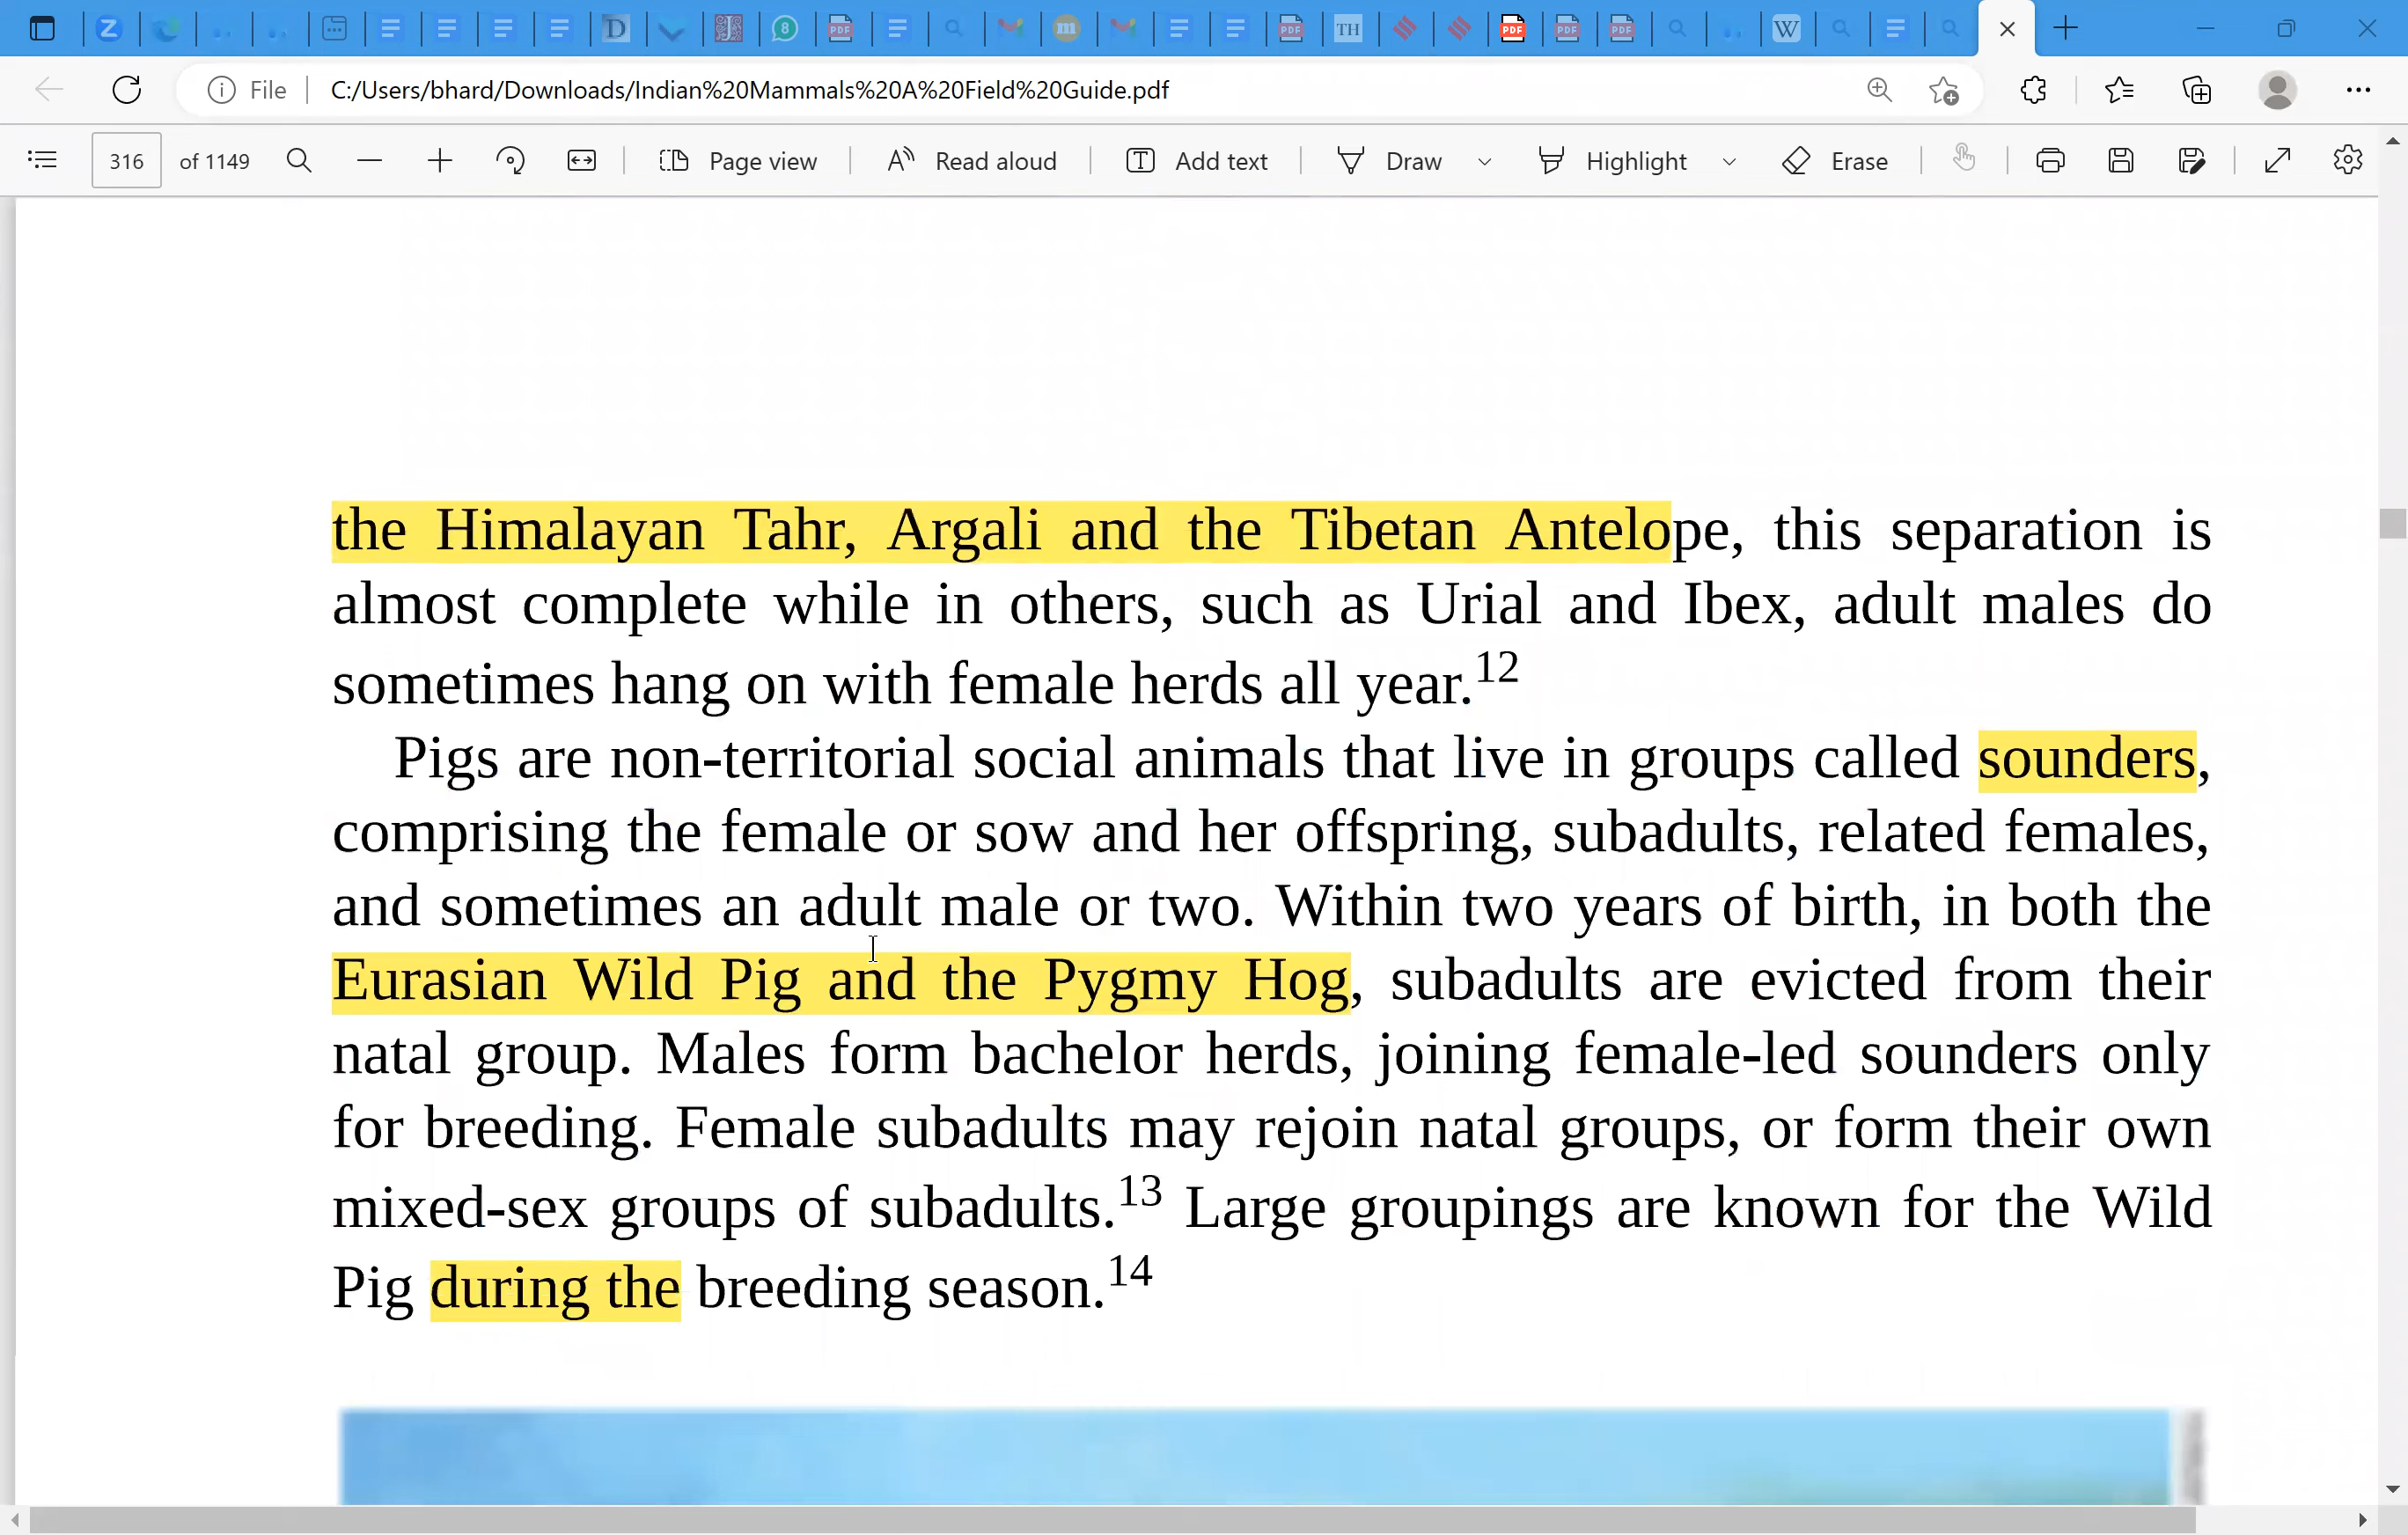 File
C:/Users/bhard/Downloads/Indian%20Mammals%20A%20Field%20Guide.pdf
316 of 1149
Page view
Read aloud
Add text
Draw
Highlight
Erase
the Himalayan Tahr, Argali and the Tibetan Antelope, this separation is
almost complete while in others, such as Urial and Ibex, adult males do
sometimes hang on with female herds all year.12
Pigs are non-territorial social animals that live in groups called sounders,
comprising the female or sow and her offspring, subadults, related females,
and sometimes an adult male or two. Within two years of birth, in both the
Eurasian Wild Pig and the Pygmy Hog, subadults are evicted from their
natal group. Males form bachelor herds, joining female-led sounders only
for breeding. Female subadults may rejoin natal groups, or form their own
mixed-sex groups of subadults.13 Large groupings are known for the Wild
Pig during the breeding season.14